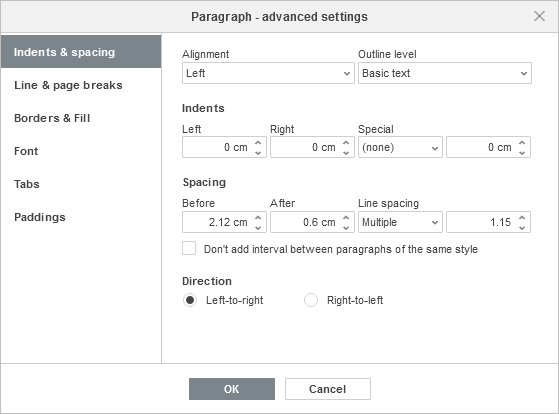 Paragraph - advanced settings
Indents & spacing
Line & page breaks
Borders & Fill
Font
Tabs
Paddings
Alignment Outline level
Left Basic text
Indents
Left Right Special
0 cm 0 cm (none) 0 cm
Spacing
Before After Line spacing
2.12 cm 0.6 cm Multiple 1.15
Don't add interval between paragraphs of the same style
Direction
Left-to-right Right-to-left
OK Cancel